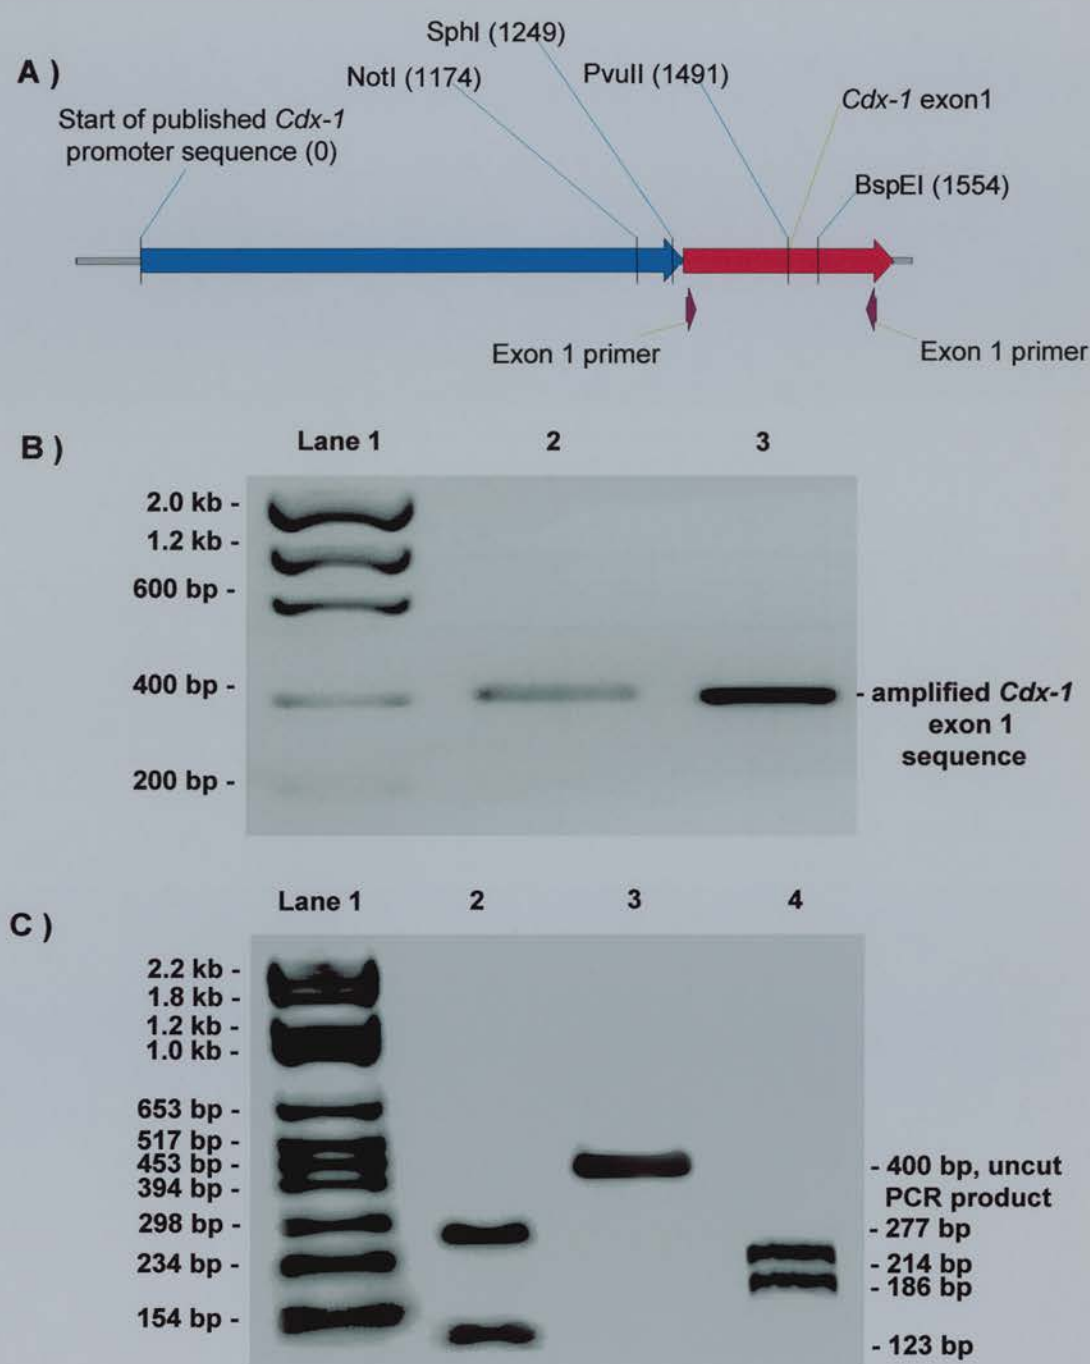 A )
SphI (1249)
NotI (1174)
PvuII (1491)
Cdx-1 exon1
Start of published Cdx-1
promoter sequence (0)
BspEI (1554)
Exon 1 primer
Exon 1 primer
B )
Lane 1 2 3
2.0 kb -
1.2 kb -
600 bp -
400 bp -
200 bp -
- amplified Cdx-1
exon 1
sequence
C )
Lane 1 2 3 4
2.2 kb -
1.8 kb -
1.2 kb -
1.0 kb -
653 bp -
517 bp -
453 bp -
394 bp -
298 bp -
234 bp -
154 bp -
- 400 bp, uncut
PCR product
- 277 bp
- 214 bp
- 186 bp
- 123 bp